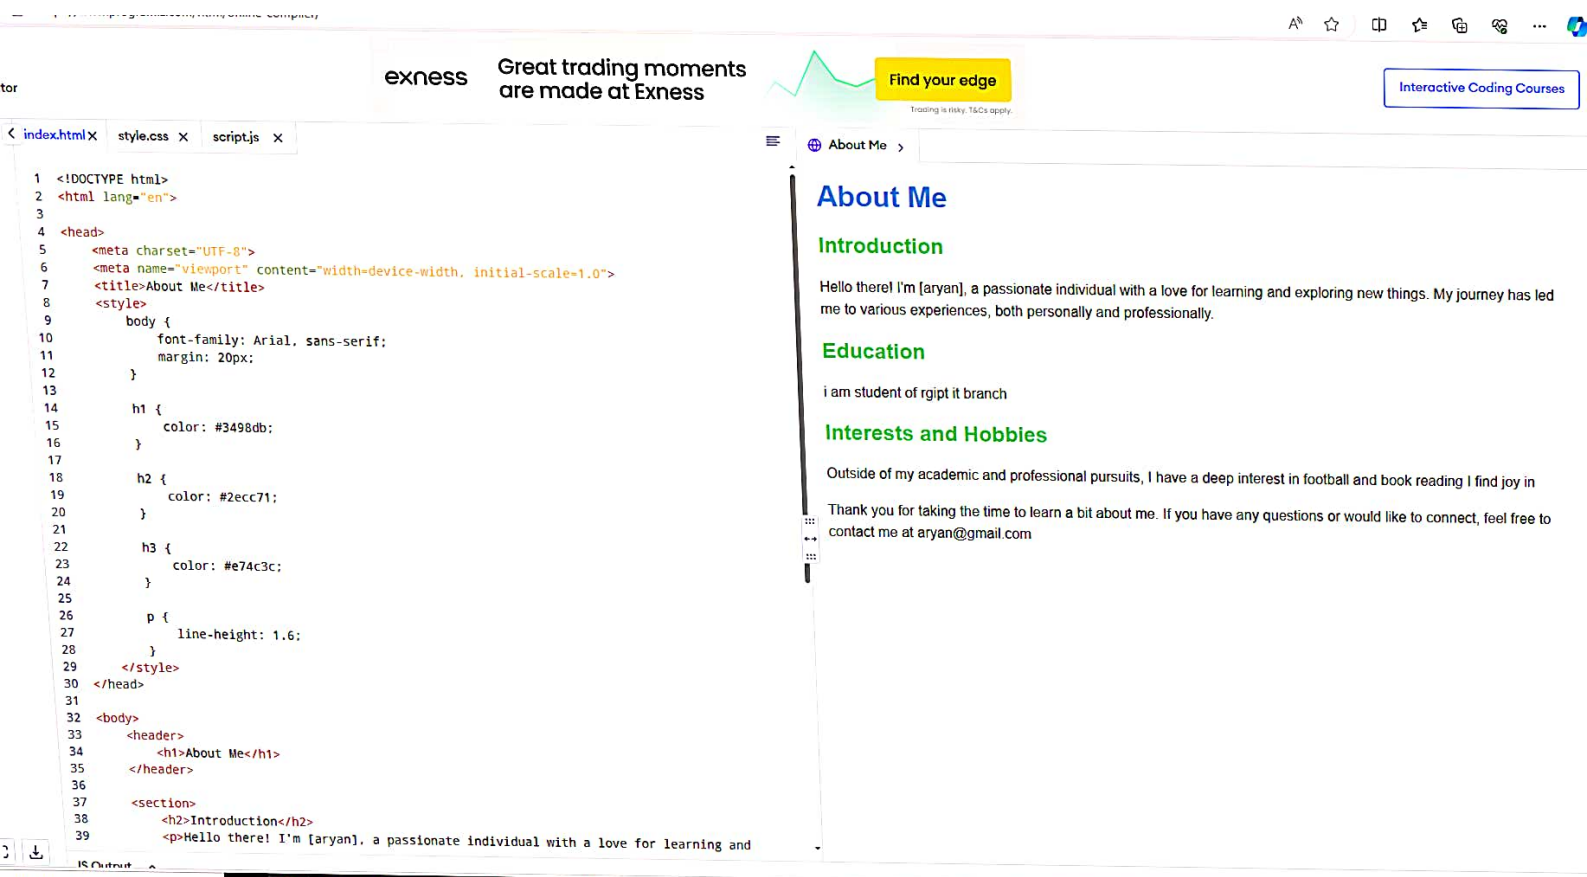 tor
exness
Great trading moments
are made at Exness
Find your edge
Trading is risky. T&Cs apply.
Interactive Coding Courses
index.html
style.css
script.js
1 <!DOCTYPE html>
2 <html lang="en">
3
4 <head>
5 <meta charset="UTF-8">
6 <meta name="viewport" content="width=device-width, initial-scale=1.0">
7 <title>About Me</title>
8 <style>
9 body {
10 font-family: Arial, sans-serif;
11 margin: 20px;
12 }
13
14 h1 {
15 color: #3498db;
16 }
17
18 h2 {
19 color: #2ecc71;
20 }
21
22 h3 {
23 color: #e74c3c;
24 }
25
26 p {
27 line-height: 1.6;
28 }
29 </style>
30 </head>
31
32 <body>
33 <header>
34 <h1>About Me</h1>
35 </header>
36
37 <section>
38 <h2>Introduction</h2>
39 <p>Hello there! I'm [aryan], a passionate individual with a love for learning and
JS Output
About Me
About Me
Introduction
Hello there! I'm [aryan], a passionate individual with a love for learning and exploring new things. My journey has led
me to various experiences, both personally and professionally.
Education
i am student of rgipt it branch
Interests and Hobbies
Outside of my academic and professional pursuits, I have a deep interest in football and book reading I find joy in
Thank you for taking the time to learn a bit about me. If you have any questions or would like to connect, feel free to
contact me at aryan@gmail.com